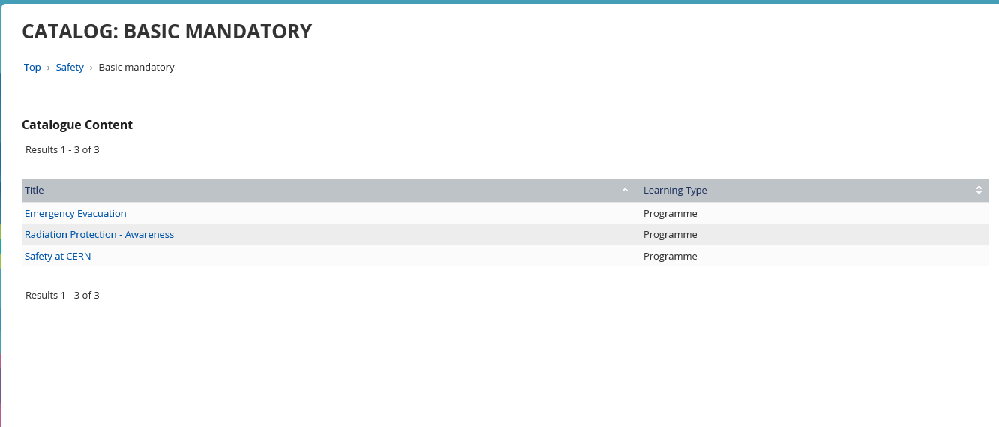 CATALOG: BASIC MANDATORY
Top › Safety › Basic mandatory
Catalogue Content
Results 1 - 3 of 3
Title Learning Type
Emergency Evacuation Programme
Radiation Protection - Awareness Programme
Safety at CERN Programme
Results 1 - 3 of 3